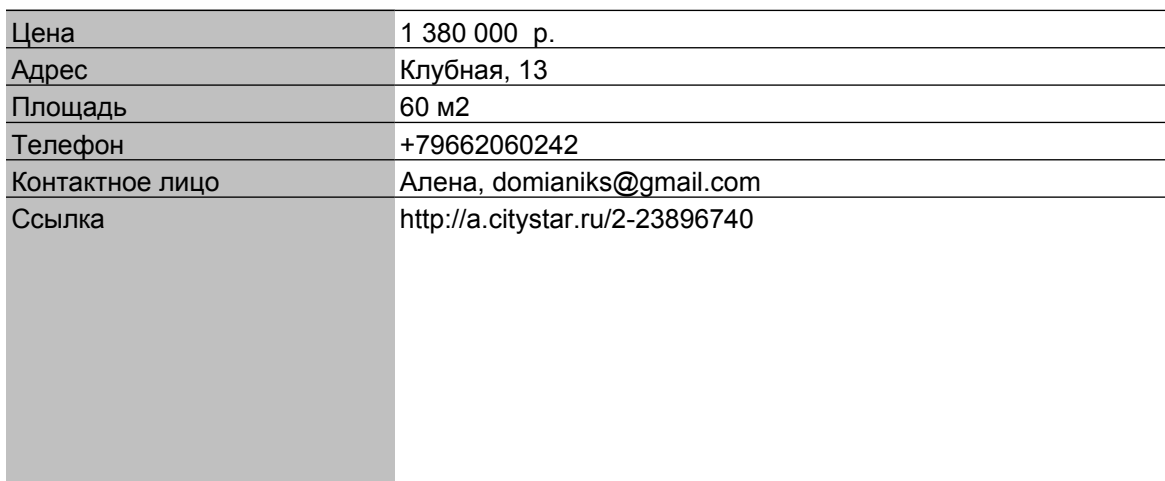 Цена 1 380 000 р.
Адрес Клубная, 13
Площадь 60 м2
Телефон +79662060242
Контактное лицо Алена, domianiks@gmail.com
Ссылка http://a.citystar.ru/2-23896740